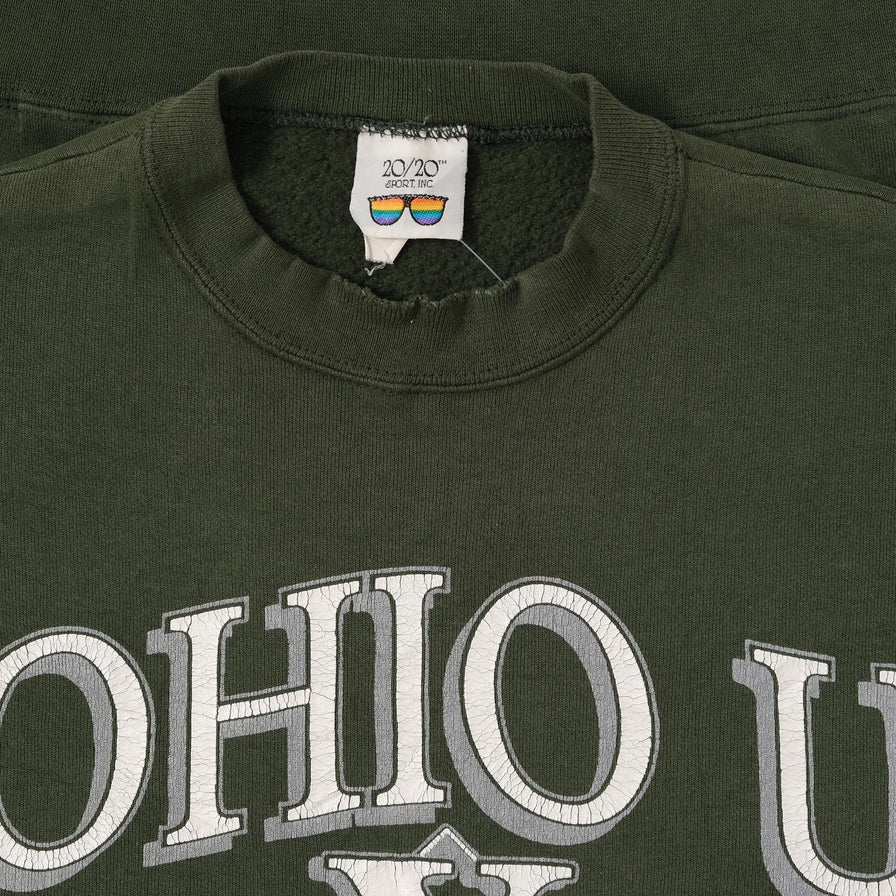 20/20™
SPORT, INC.
OHIO U